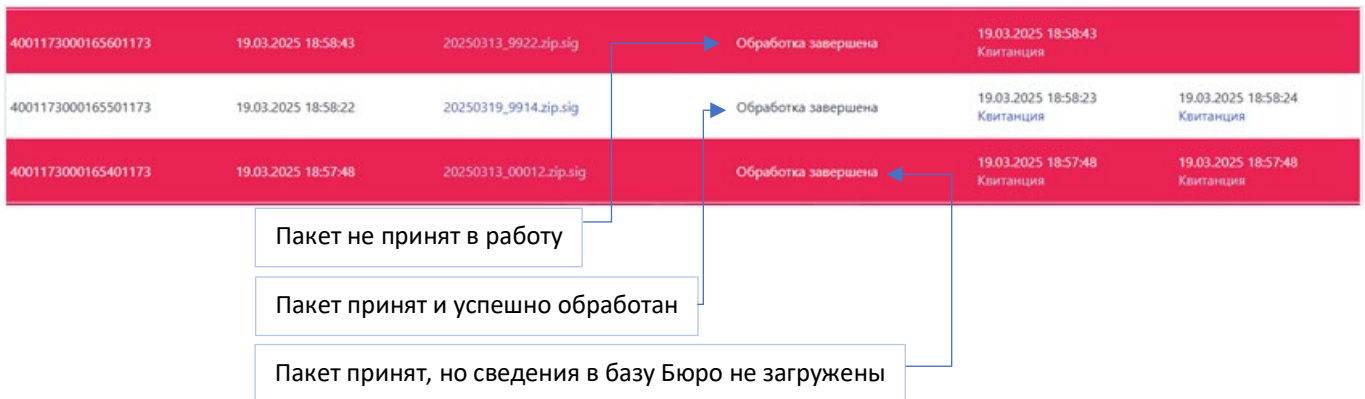 19.03.2025 18:58:43
4001173000165601173 19.03.2025 18:58:43 20250313_9922.zip.sig Обработка завершена
Квитанция
19.03.2025 18:58:23 19.03.2025 18:58:24
4001173000165501173 19.03.2025 18:58:22 20250319_9914.zip.sig Обработка завершена
Квитанция Квитанция
19.03.2025 18:57:48 19.03.2025 18:57:48
4001173000165401173 19.03.2025 18:57:48 20250313_00012.zip.sig Обработка завершена
Квитанция Квитанция
Пакет не принят в работу
Пакет принят и успешно обработан
Пакет принят, но сведения в базу Бюро не загружены